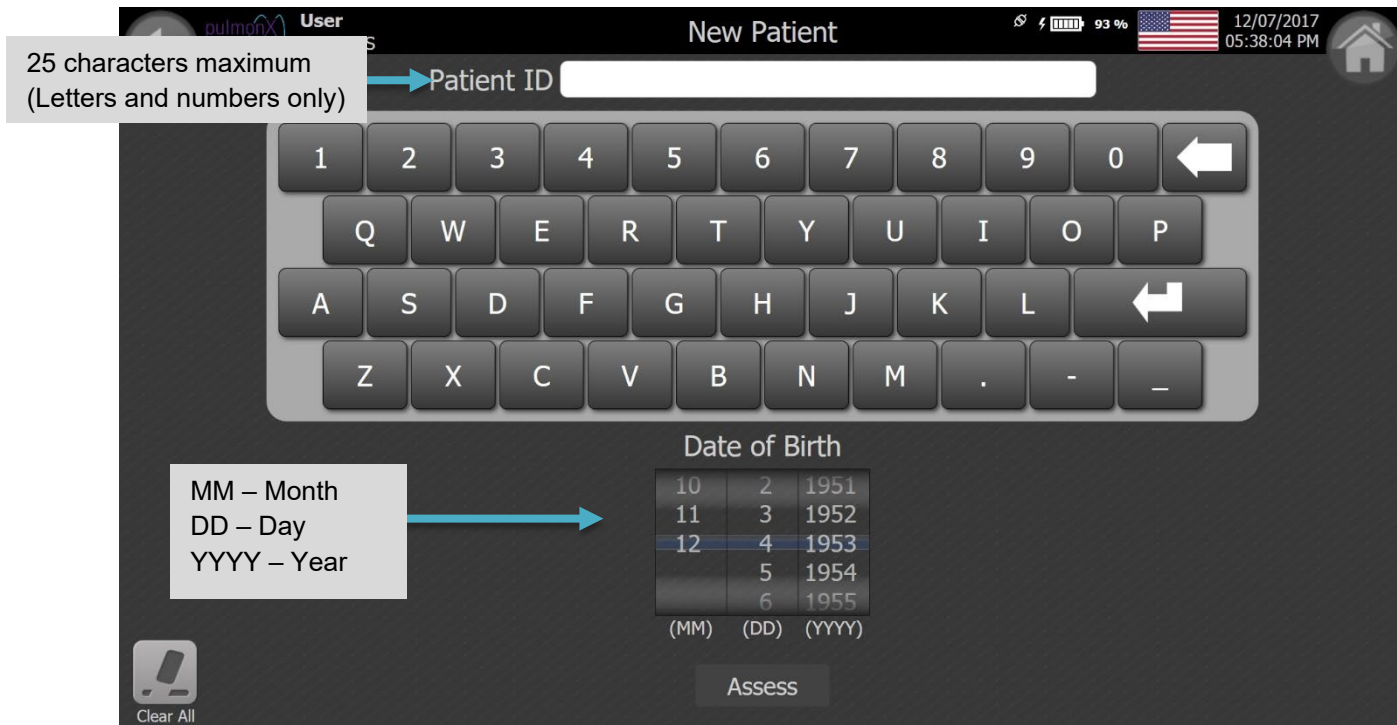 pulmonX
User
New Patient
93 %
12/07/2017
05:38:04 PM
25 characters maximum
(Letters and numbers only)
Patient ID
1 2 3 4 5 6 7 8 9 0
Q W E R T Y U I O P
A S D F G H J K L
Z X C V B N M . - _
Date of Birth
MM – Month
DD – Day
YYYY – Year
10 2 1951
11 3 1952
12 4 1953
5 1954
6 1955
(MM) (DD) (YYYY)
Assess
Clear All